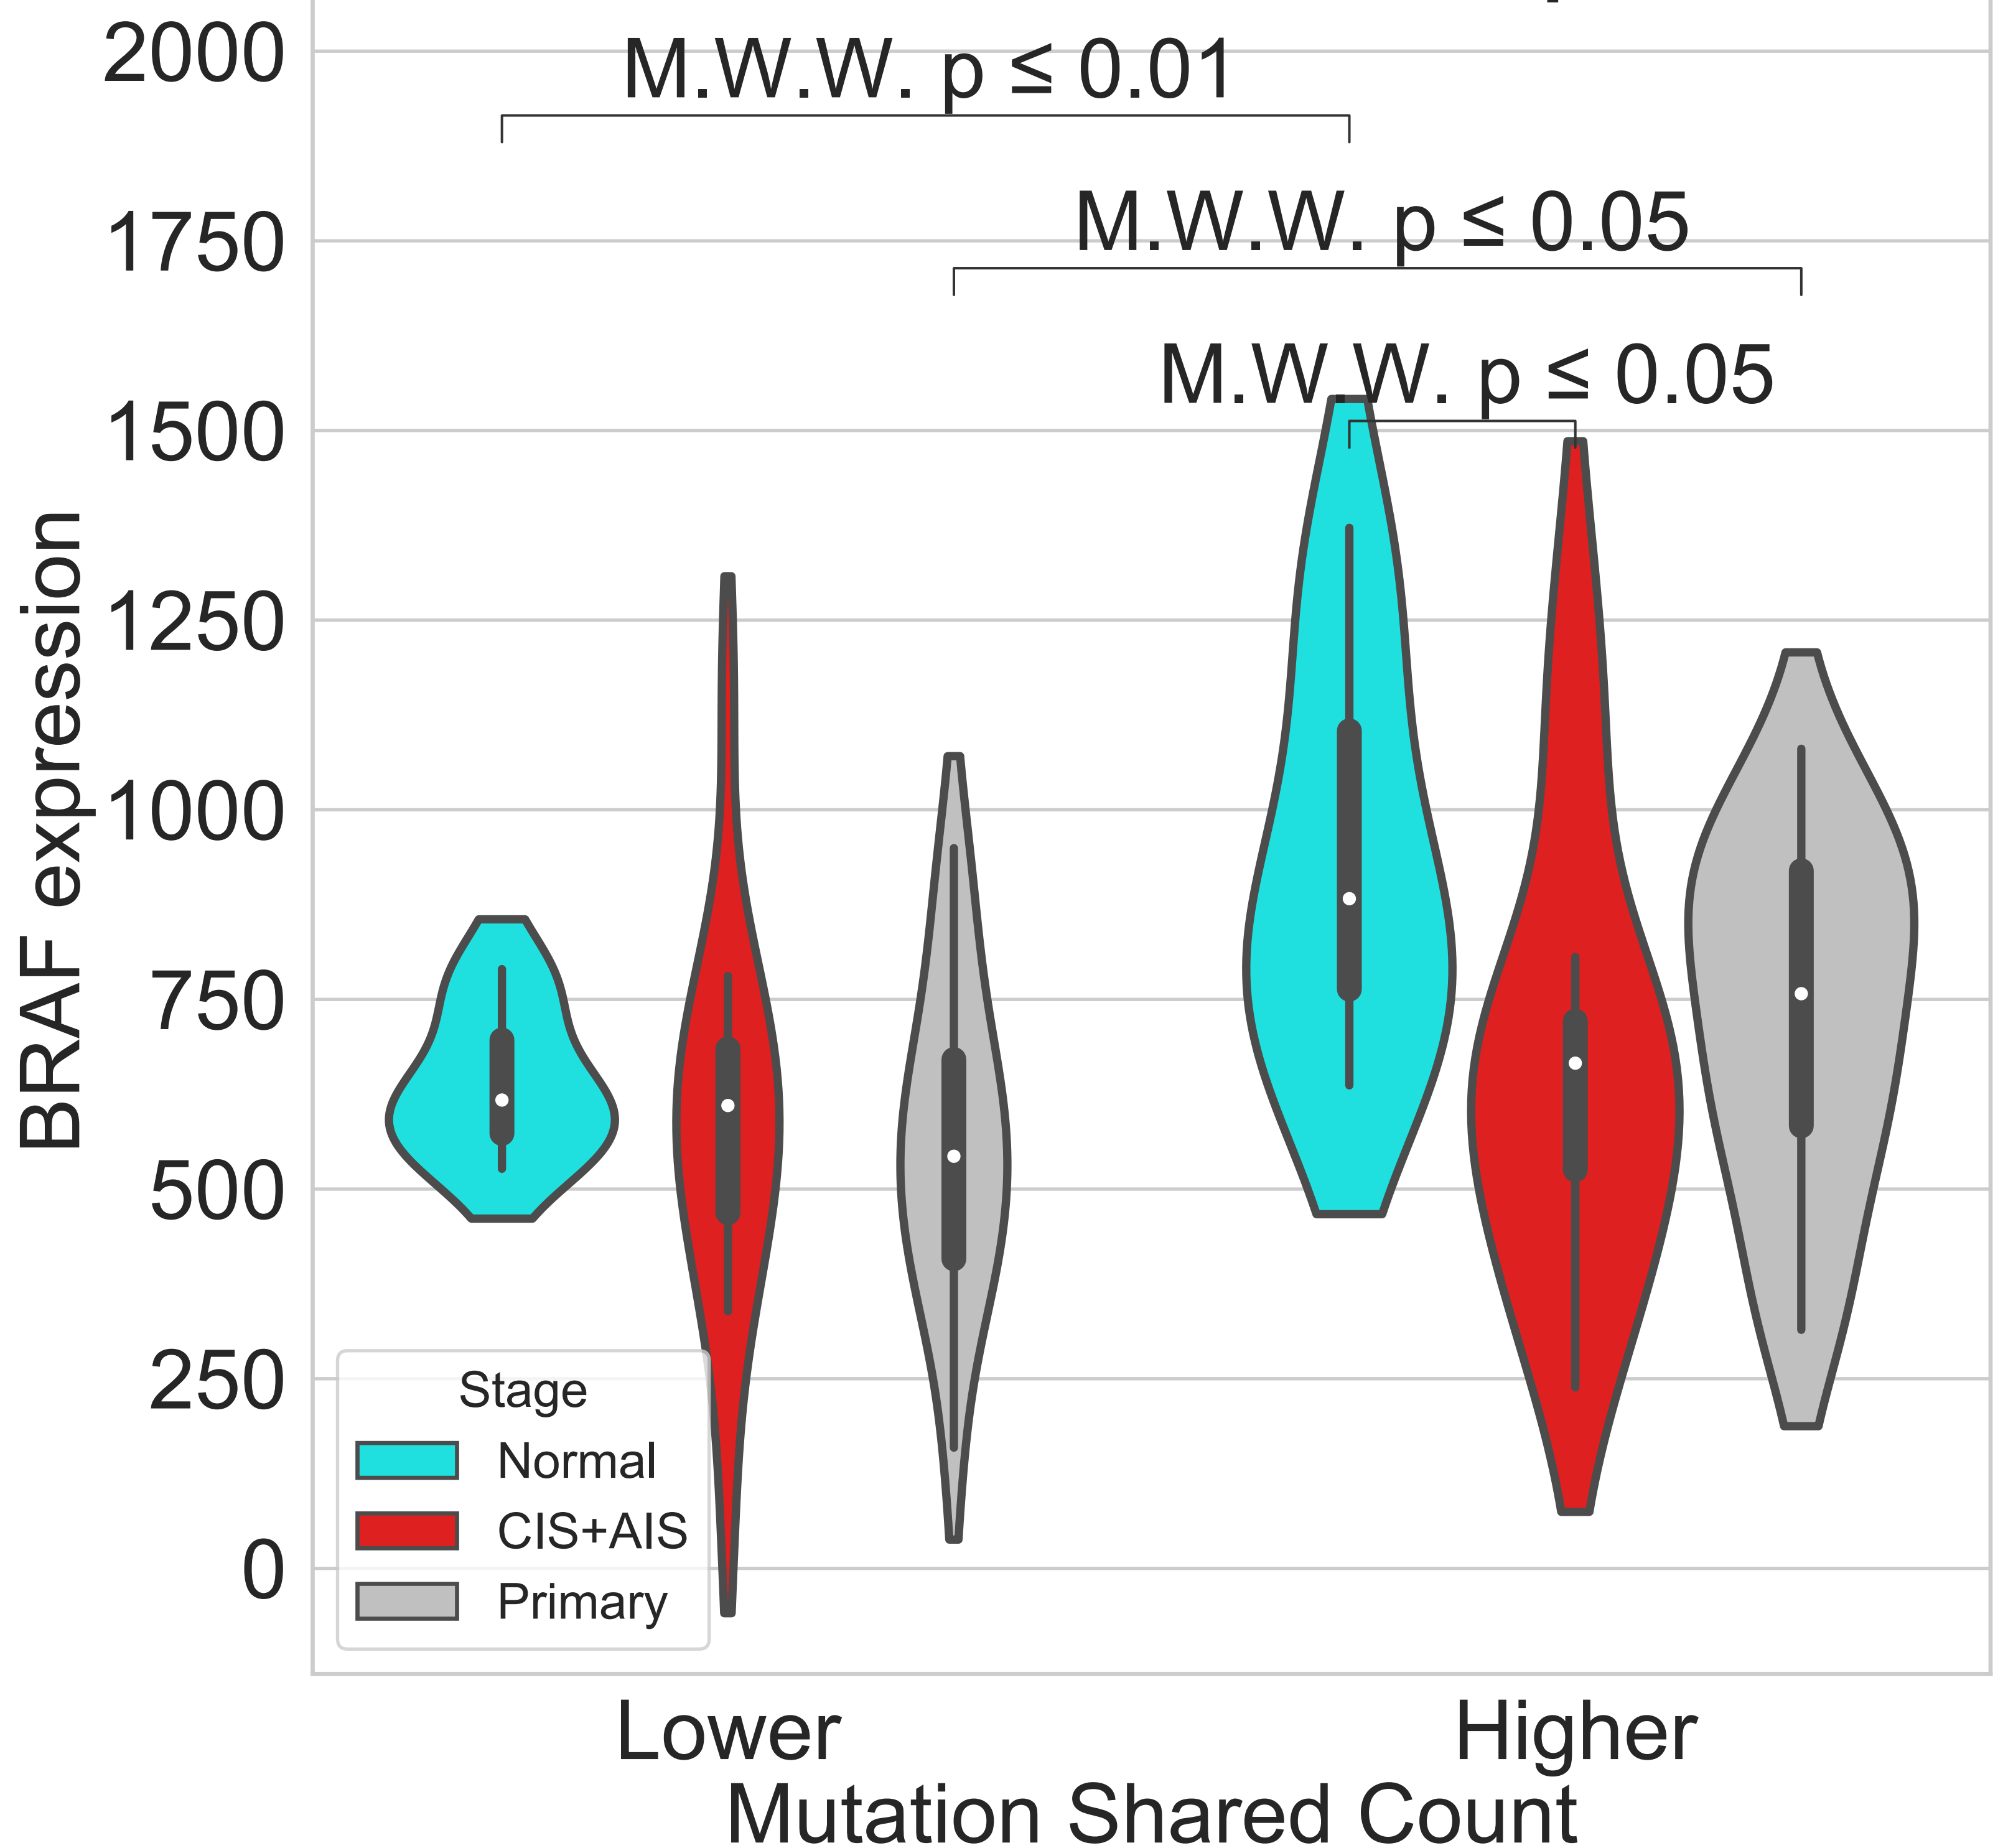 2000
1750
1500
1250
1000
750
500
250
0
BRAF expression
M.W.W. p ≤ 0.01
M.W.W. p ≤ 0.05
M.W.W. p ≤ 0.05
Stage
Normal
CIS+AIS
Primary
Lower
Higher
Mutation Shared Count